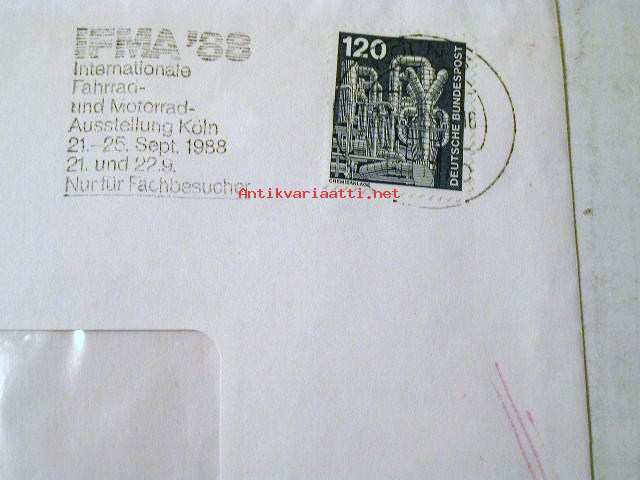 IFMA '88
Internationale
Fahrrad-
und Motorrad-
Ausstellung Köln
21.-25. Sept. 1988
21. und 22.9.
Nur für Fachbesucher
120
DEUTSCHE BUNDESPOST
CHEMIEANLAGE
Antikvariaatti.net